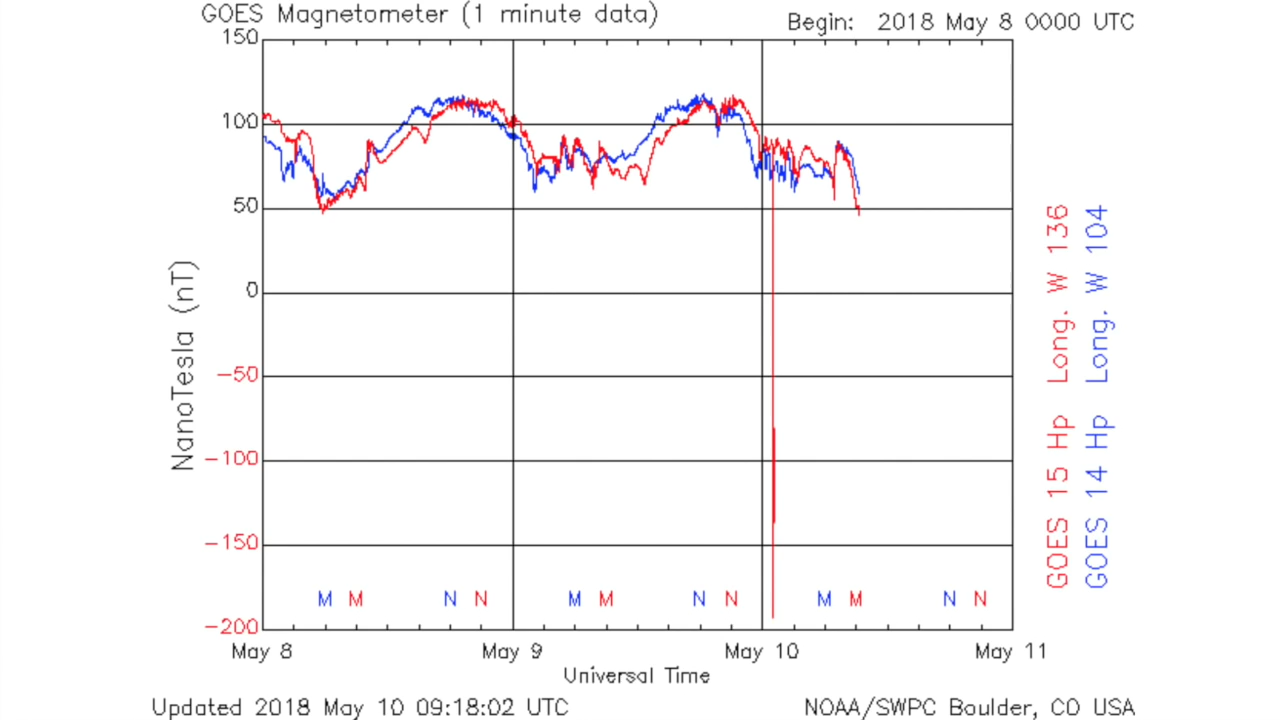 GOES Magnetometer (1 minute data)
Begin: 2018 May 8 0000 UTC
150
100
50
0
−50
−100
−150
−200
NanoTesla (nT)
M M N N M M N N M M N N
May 8 May 9 May 10 May 11
Universal Time
Updated 2018 May 10 09:18:02 UTC
NOAA/SWPC Boulder, CO USA
GOES 15 Hp Long. W 136
GOES 14 Hp Long. W 104